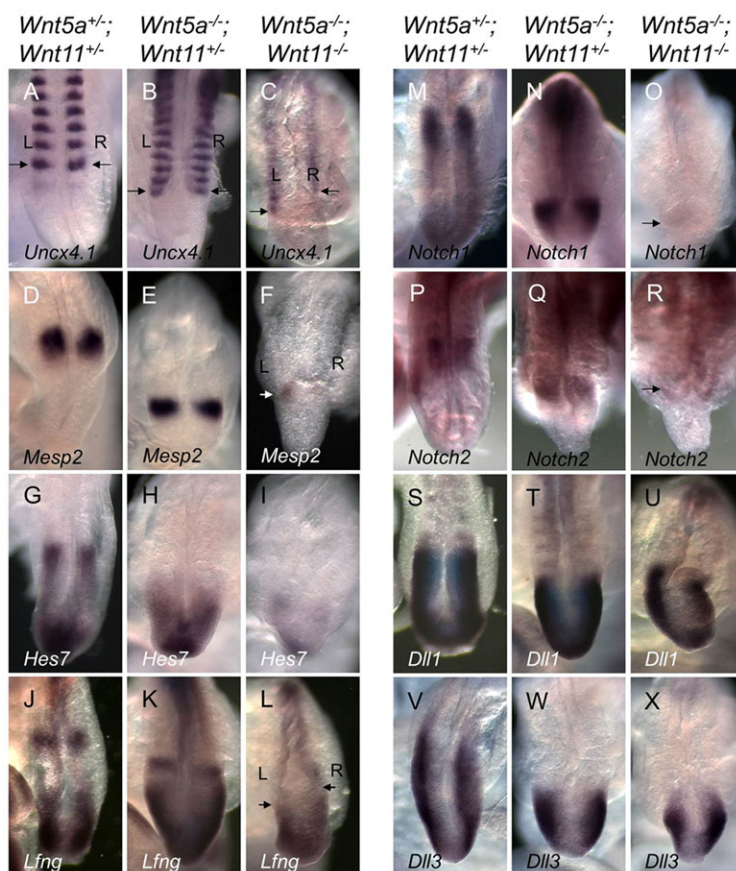 Wnt5a+/-; Wnt5a-/-; Wnt5a-/-; Wnt5a+/-; Wnt5a-/-; Wnt5a-/-;
Wnt11+/- Wnt11+/- Wnt11-/- Wnt11+/- Wnt11+/- Wnt11-/-
A B C M N O
L R L R L R
Uncx4.1 Uncx4.1 Uncx4.1 Notch1 Notch1 Notch1
D E F P Q R
L R
Mesp2 Mesp2 Mesp2 Notch2 Notch2 Notch2
G H I S T U
Hes7 Hes7 Hes7 Dll1 Dll1 Dll1
J K L V W X
L R
Lfng Lfng Lfng Dll3 Dll3 Dll3